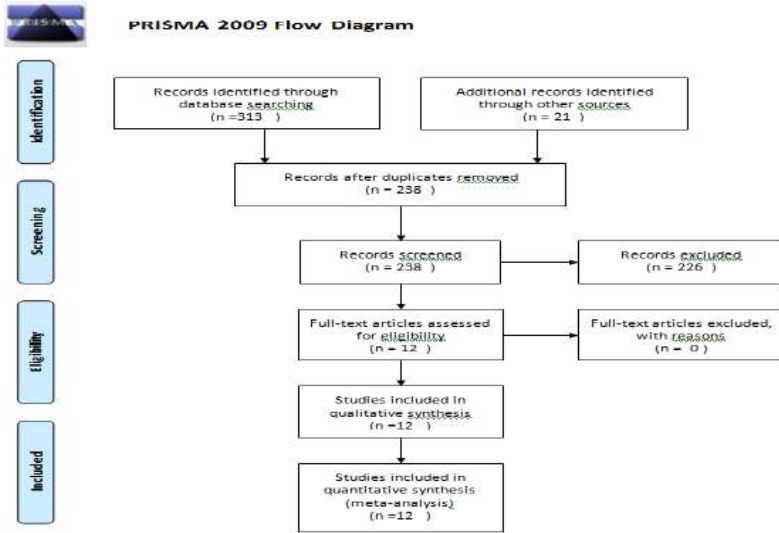 PRISMA
PRISMA 2009 Flow Diagram
Identification
Records identified through
database searching
(n =313 )
Additional records identified
through other sources
(n = 21 )
Records after duplicates removed
(n = 238 )
Screening
Records screened
(n = 238 )
Records excluded
(n = 226 )
Eligibility
Full-text articles assessed
for eligibility
(n = 12 )
Full-text articles excluded,
with reasons
(n = 0 )
Studies included in
qualitative synthesis
(n =12 )
Included
Studies included in
quantitative synthesis
(meta-analysis)
(n =12 )